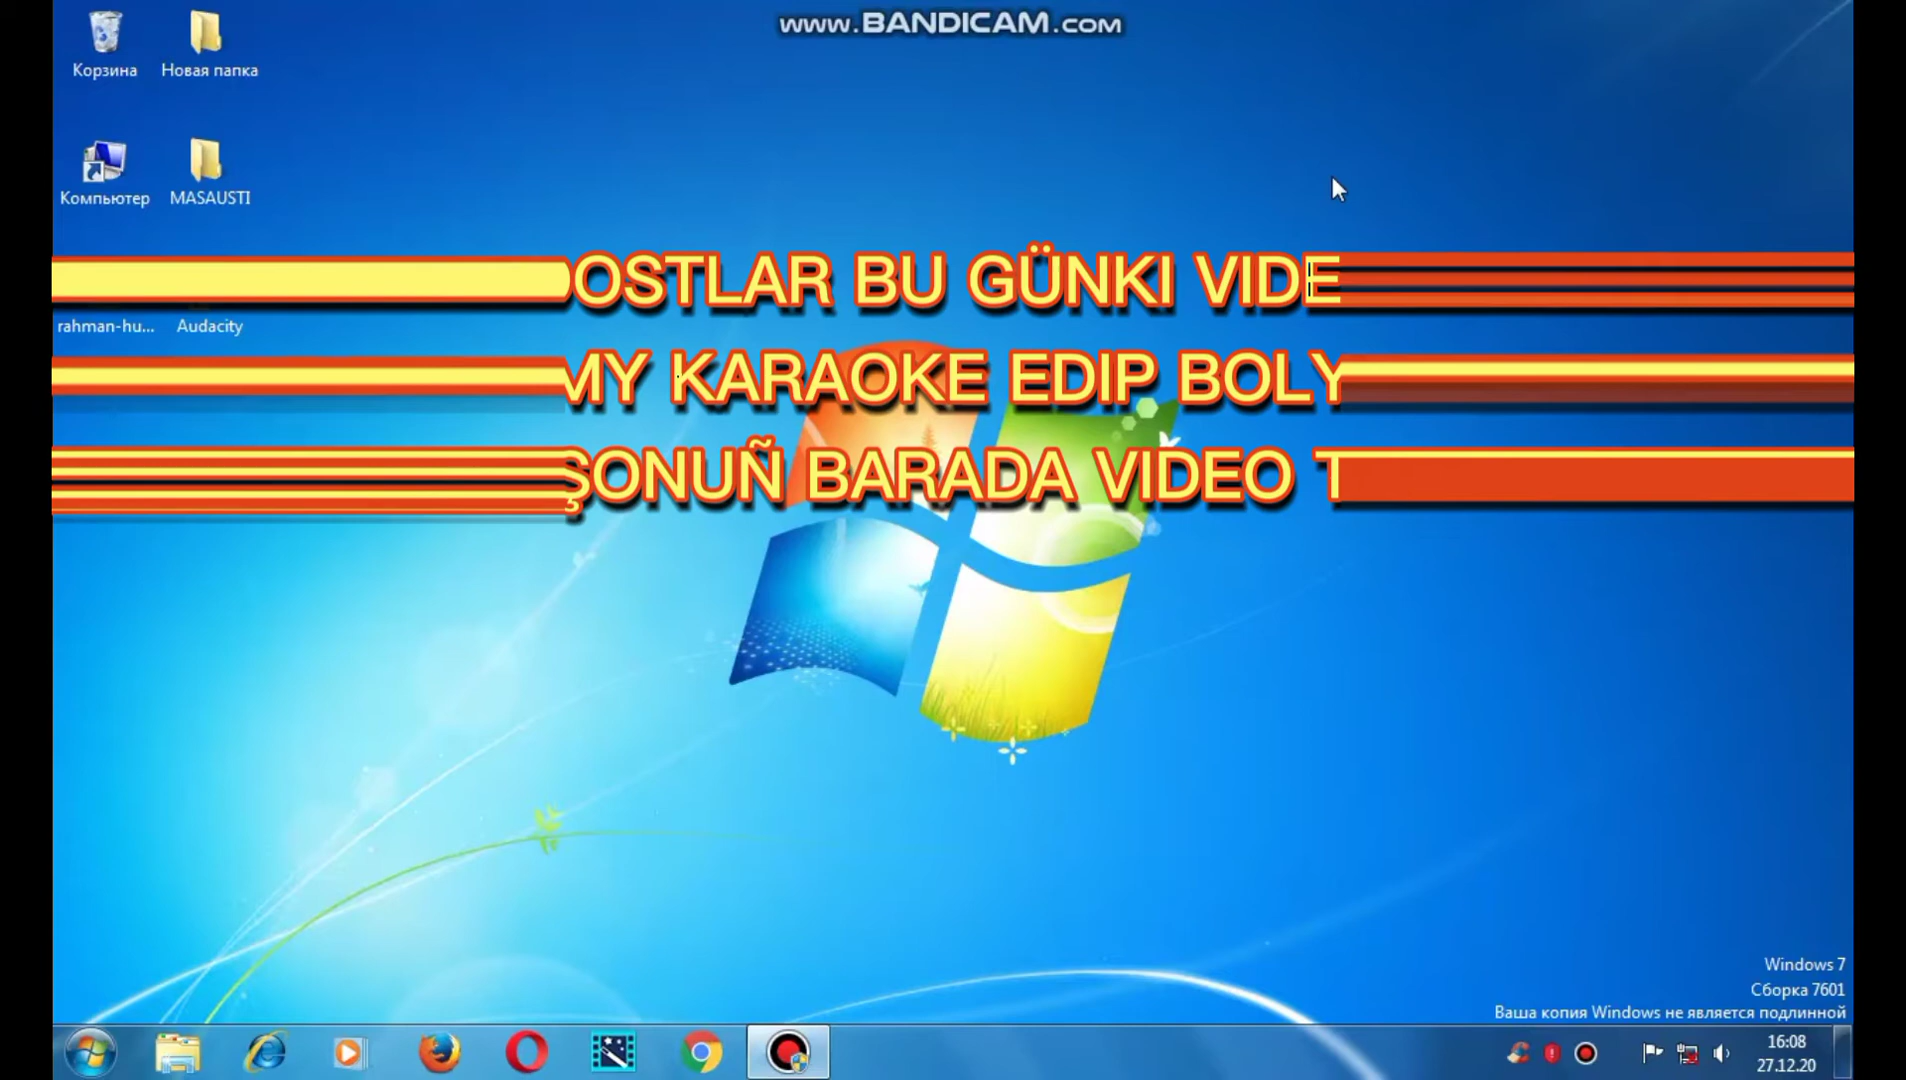 www.BANDICAM.com
Корзина
Новая папка
Компьютер
MASAUSTI
OSTLAR BU GÜNKI VIDE
MY KARAOKE EDIP BOLY
ŞONUÑ BARADA VIDEO T
rahman-hu...
Audacity
Windows 7
Сборка 7601
Ваша копия Windows не является подлинной
16:08
27.12.20